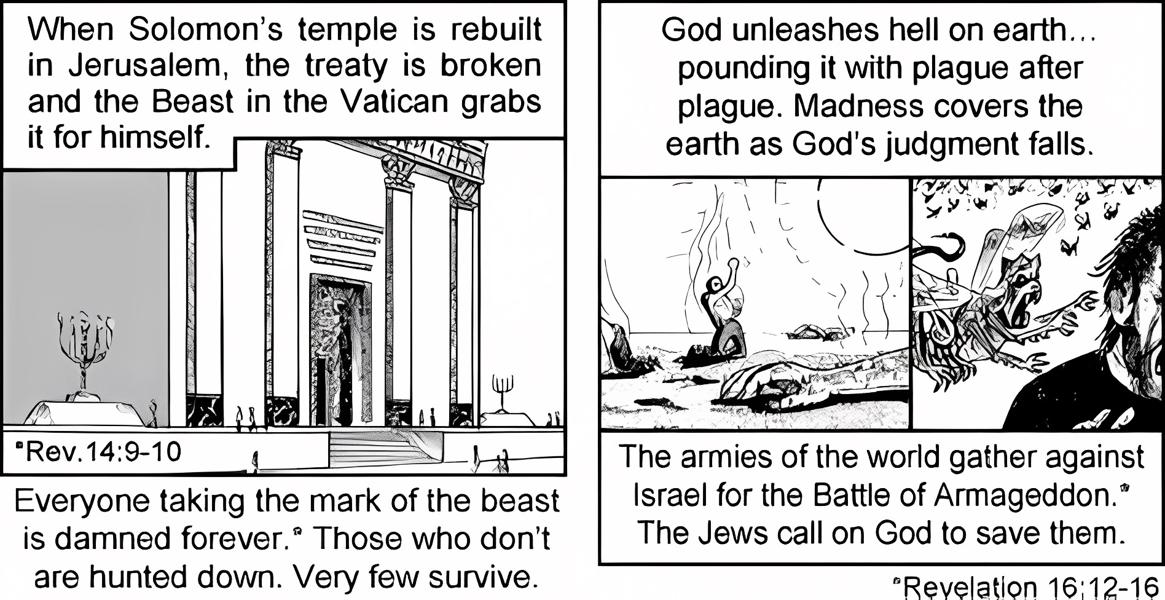 When Solomon's temple is rebuilt
in Jerusalem, the treaty is broken
and the Beast in the Vatican grabs
it for himself.
*Rev.14:9-10
Everyone taking the mark of the beast
is damned forever.* Those who don't
are hunted down. Very few survive.
God unleashes hell on earth...
pounding it with plague after
plague. Madness covers the
earth as God's judgment falls.
The armies of the world gather against
Israel for the Battle of Armageddon.*
The Jews call on God to save them.
*Revelation 16:12-16